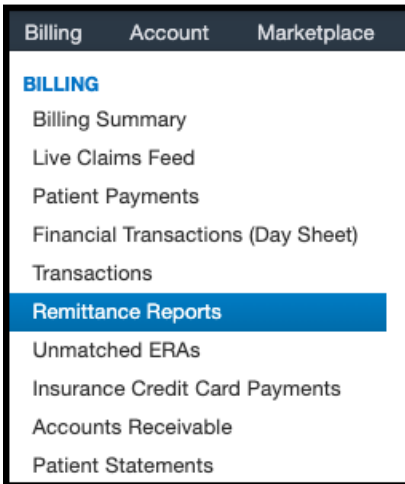 Billing Account Marketplace
BILLING
Billing Summary
Live Claims Feed
Patient Payments
Financial Transactions (Day Sheet)
Transactions
Remittance Reports
Unmatched ERAs
Insurance Credit Card Payments
Accounts Receivable
Patient Statements